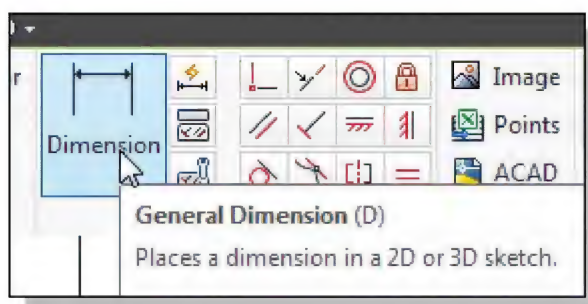 r
Dimension
Image
Points
ACAD
General Dimension (D)
Places a dimension in a 2D or 3D sketch.